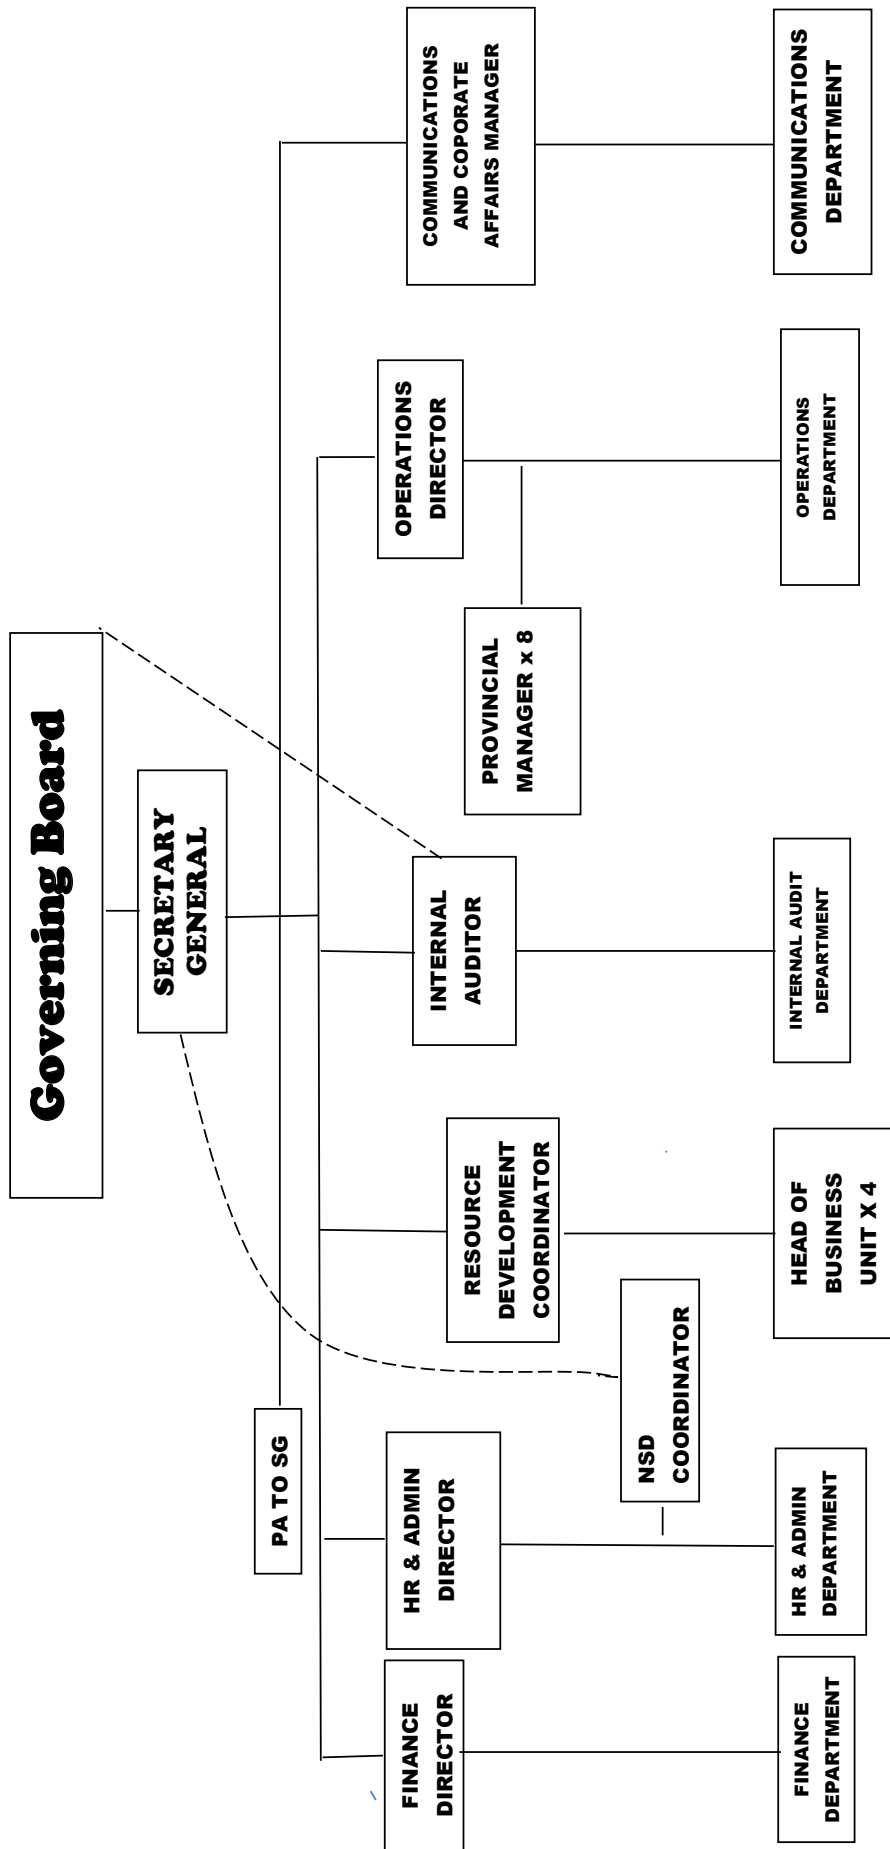 Governing Board
SECRETARY
GENERAL
PA TO SG
FINANCE
DIRECTOR
HR & ADMIN
DIRECTOR
RESOURCE
DEVELOPMENT
COORDINATOR
INTERNAL
AUDITOR
OPERATIONS
DIRECTOR
COMMUNICATIONS
AND COPORATE
AFFAIRS MANAGER
PROVINCIAL
MANAGER x 8
NSD
COORDINATOR
FINANCE
DEPARTMENT
HR & ADMIN
DEPARTMENT
HEAD OF
BUSINESS
UNIT X 4
INTERNAL AUDIT
DEPARTMENT
OPERATIONS
DEPARTMENT
COMMUNICATIONS
DEPARTMENT